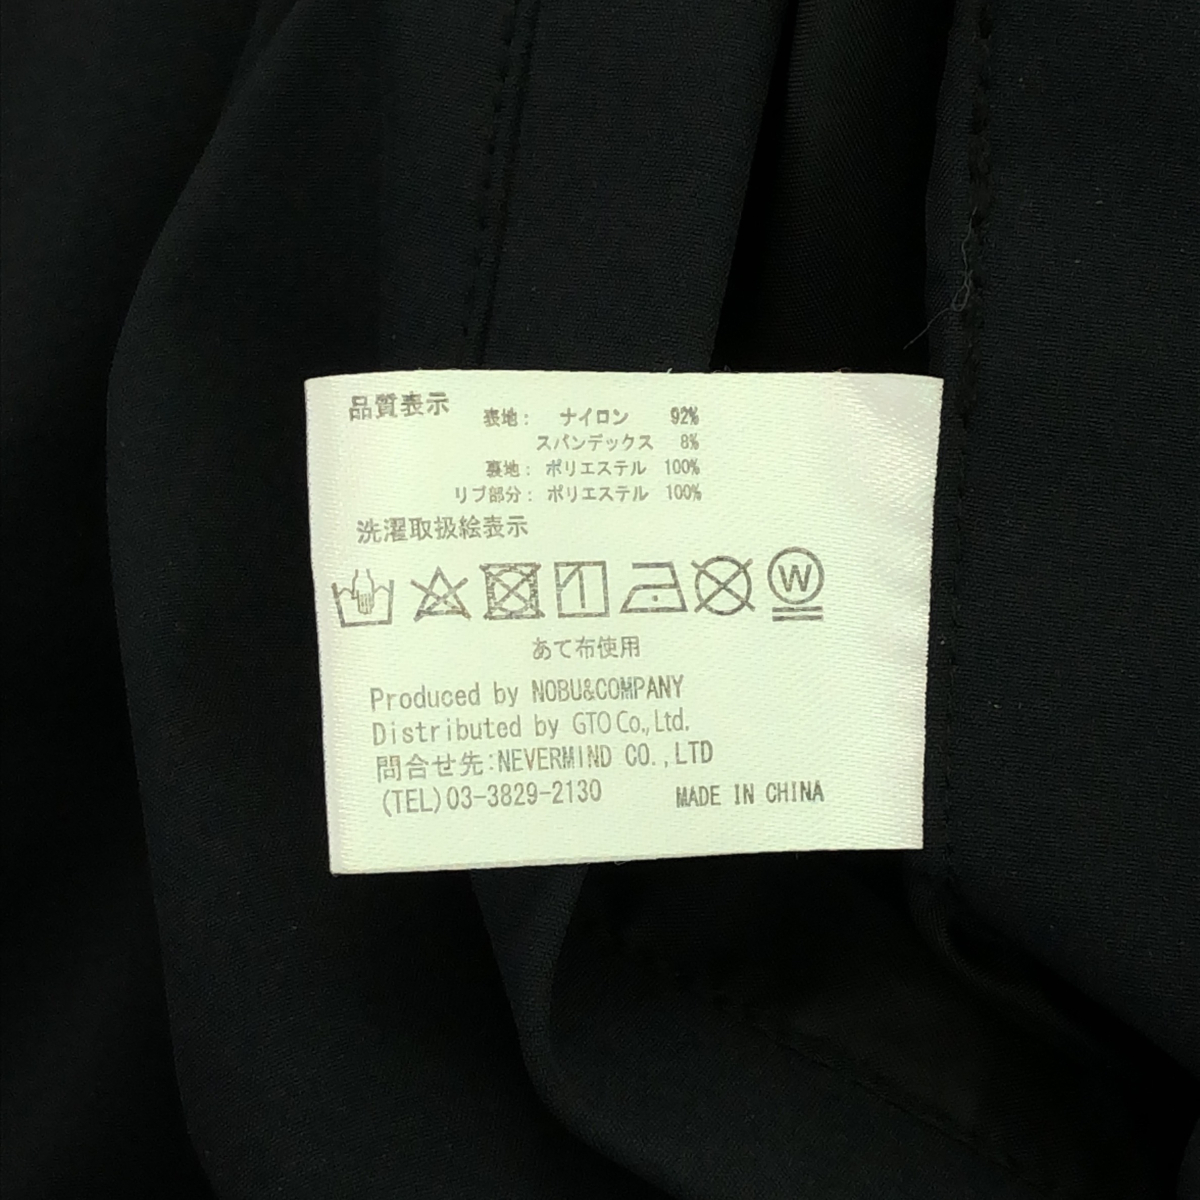 品質表示
表地: ナイロン 92%
スパンデックス 8%
裏地: ポリエステル 100%
リブ部分: ポリエステル 100%
洗濯取扱絵表示
W
あて布使用
Produced by NOBU&COMPANY
Distributed by GTO Co., Ltd.
問合せ先:NEVERMIND CO.,LTD
(TEL)03-3829-2130 MADE IN CHINA